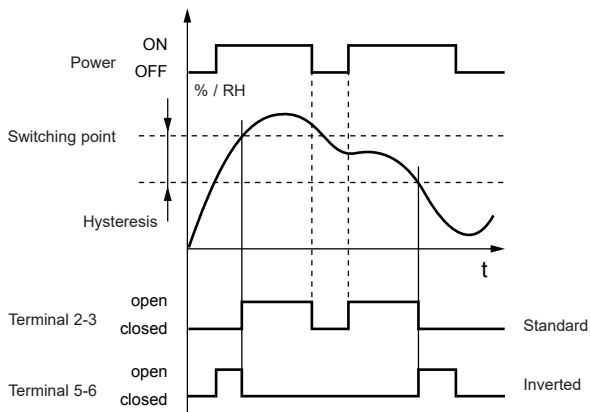 ON
Power
OFF
% / RH
Switching point
Hysteresis
t
open
Terminal 2-3
closed
Standard
open
Terminal 5-6
closed
Inverted